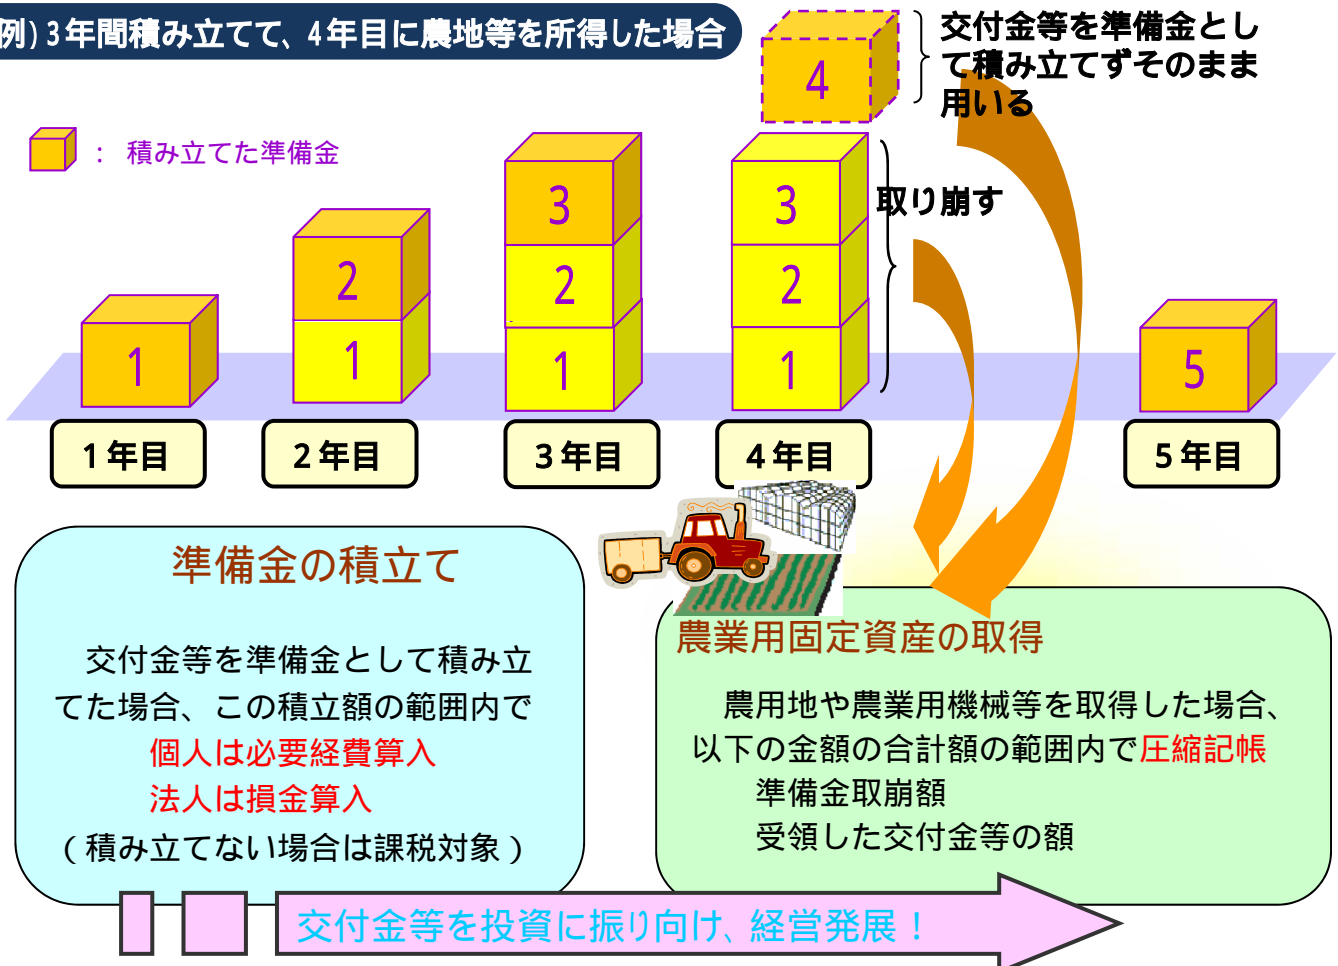 例) 3年間積み立てて、4年目に農地等を所得した場合
4
交付金等を準備金とし
て積み立てずそのまま
用いる
： 積み立てた準備金
取り崩す
1
2
1
3
2
1
3
2
1
5
1年目
2年目
3年目
4年目
5年目
準備金の積立て
交付金等を準備金として積み立
てた場合、この積立額の範囲内で
個人は必要経費算入
法人は損金算入
（積み立てない場合は課税対象）
農業用固定資産の取得
農用地や農業用機械等を取得した場合、
以下の金額の合計額の範囲内で圧縮記帳
準備金取崩額
受領した交付金等の額
交付金等を投資に振り向け、経営発展！